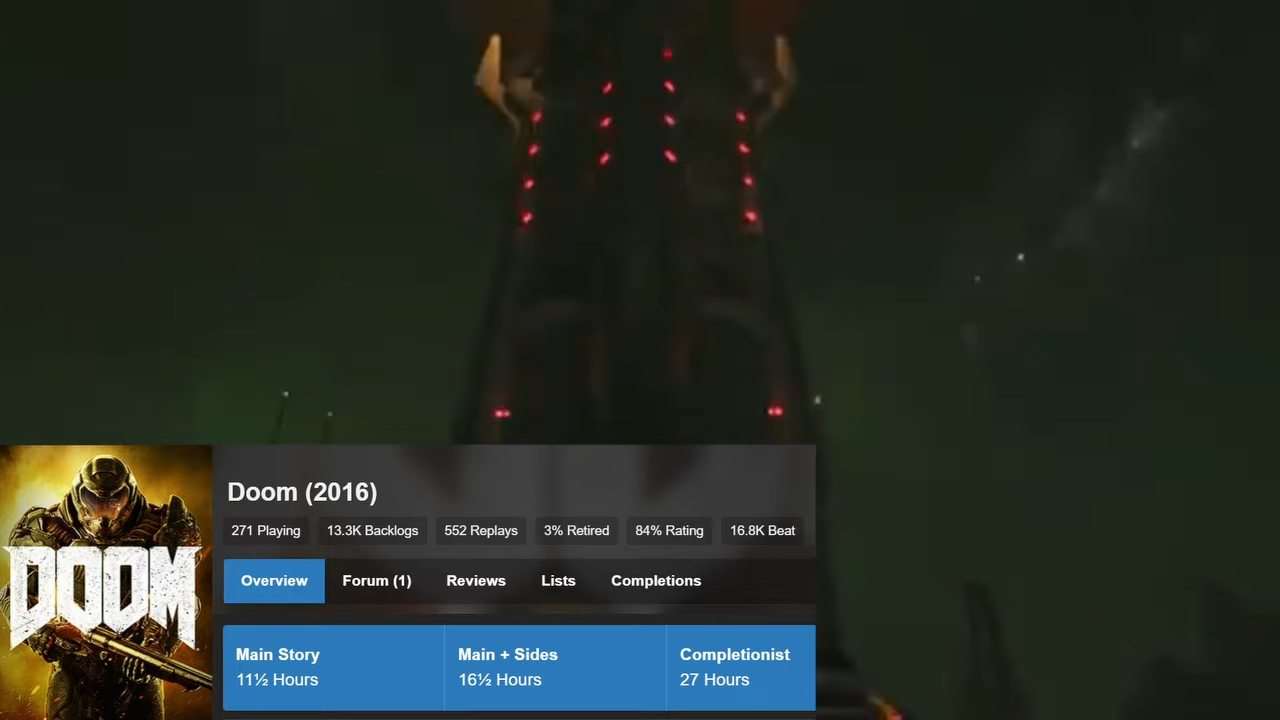 Doom (2016)
271 Playing 13.3K Backlogs 552 Replays 3% Retired 84% Rating 16.8K Beat
Overview Forum (1) Reviews Lists Completions
Main Story Main + Sides Completionist
11½ Hours 16½ Hours 27 Hours
DOOM